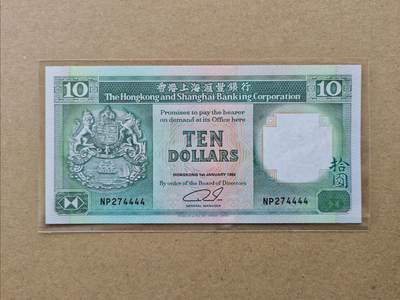 10 香港上海滙豐銀行 10
The Hongkong and Shanghai Banking Corporation
Promises to pay the bearer
on demand at its Office here
TEN
DOLLARS
拾圓
By order of the Board of Directors
NP274444 NP274444
GENERAL MANAGER